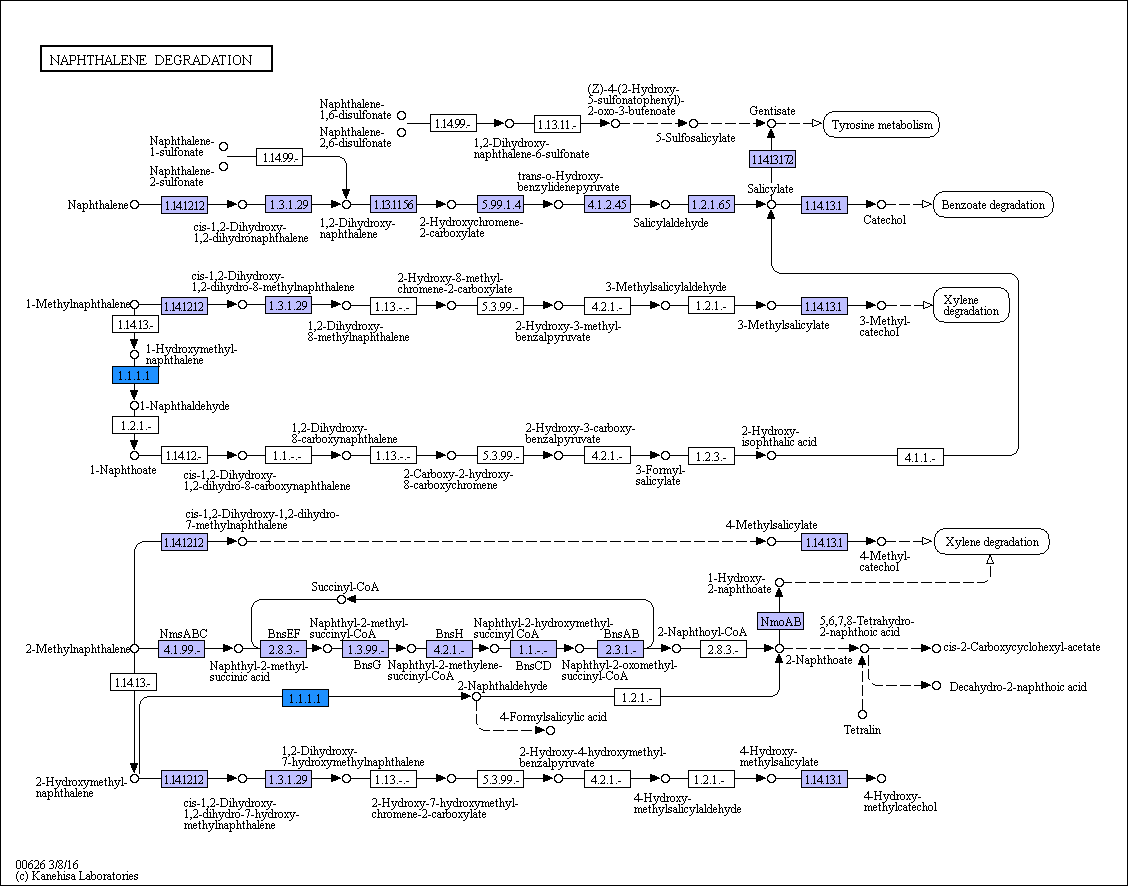 NAPHTHALENE DEGRADATION
Naphthalene-
1,6-disulfonate
Naphthalene-
2,6-disulfonate
1.14.99.-
1,2-Dihydroxy-
naphthalene-6-sulfonate
1.13.11.-
(Z)-4-(2-Hydroxy-
5-sulfonatophenyl)-
2-oxo-3-butenoate
5-Sulfosalicylate
Gentisate
Tyrosine metabolism
Naphthalene-
1-sulfonate
Naphthalene-
2-sulfonate
1.14.99.-
1.14.13.172
Naphthalene
1.14.12.12
cis-1,2-Dihydroxy-
1,2-dihydronaphthalene
1.3.1.29
1,2-Dihydroxy-
naphthalene
1.13.11.56
2-Hydroxychromene-
2-carboxylate
5.99.1.4
trans-o-Hydroxy-
benzylidenepyruvate
4.1.2.45
Salicylaldehyde
1.2.1.65
Salicylate
1.14.13.1
Catechol
Benzoate degradation
1-Methylnaphthalene
1.14.12.12
cis-1,2-Dihydroxy-
1,2-dihydro-8-methylnaphthalene
1.3.1.29
1,2-Dihydroxy-
8-methylnaphthalene
1.13.-.-
2-Hydroxy-8-methyl-
chromene-2-carboxylate
5.3.99.-
2-Hydroxy-3-methyl-
benzalpyruvate
4.2.1.-
3-Methylsalicylaldehyde
1.2.1.-
3-Methylsalicylate
1.14.13.1
3-Methyl-
catechol
Xylene
degradation
1.14.13.-
1-Hydroxymethyl-
naphthalene
1.1.1.1
1-Naphthaldehyde
1.2.1.-
1-Naphthoate
1.14.12.-
cis-1,2-Dihydroxy-
1,2-dihydro-8-carboxynaphthalene
1.1.-.-
1,2-Dihydroxy-
8-carboxynaphthalene
1.13.-.-
2-Carboxy-2-hydroxy-
8-carboxychromene
5.3.99.-
2-Hydroxy-3-carboxy-
benzalpyruvate
4.2.1.-
3-Formyl-
salicylate
1.2.3.-
2-Hydroxy-
isophthalic acid
4.1.1.-
1.14.12.12
cis-1,2-Dihydroxy-1,2-dihydro-
7-methylnaphthalene
4-Methylsalicylate
1.14.13.1
4-Methyl-
catechol
Xylene degradation
1-Hydroxy-
2-naphthoate
Succinyl-CoA
2-Methylnaphthalene
NmsABC
4.1.99.-
Naphthyl-2-methyl-
succinic acid
BnsEF
2.8.3.-
Naphthyl-2-methyl-
succinyl-CoA
1.3.99.-
BnsG
Naphthyl-2-methylene-
succinyl-CoA
BnsH
4.2.1.-
Naphthyl-2-hydroxymethyl-
succinyl CoA
1.1.-.-
BnsCD
Naphthyl-2-oxomethyl-
succinyl-CoA
BnsAB
2.3.1.-
2-Naphthoyl-CoA
2.8.3.-
NmoAB
2-Naphthoate
5,6,7,8-Tetrahydro-
2-naphthoic acid
cis-2-Carboxycyclohexyl-acetate
Decahydro-2-naphthoic acid
Tetralin
1.14.13.-
1.1.1.1
2-Naphthaldehyde
1.2.1.-
4-Formylsalicylic acid
2-Hydroxymethyl-
naphthalene
1.14.12.12
cis-1,2-Dihydroxy-
1,2-dihydro-7-hydroxy-
methylnaphthalene
1.3.1.29
1,2-Dihydroxy-
7-hydroxymethylnaphthalene
1.13.-.-
2-Hydroxy-7-hydroxymethyl-
chromene-2-carboxylate
5.3.99.-
2-Hydroxy-4-hydroxymethyl-
benzalpyruvate
4.2.1.-
4-Hydroxy-
methylsalicylaldehyde
1.2.1.-
4-Hydroxy-
methylsalicylate
1.14.13.1
4-Hydroxy-
methylcatechol
00626 3/8/16
(c) Kanehisa Laboratories